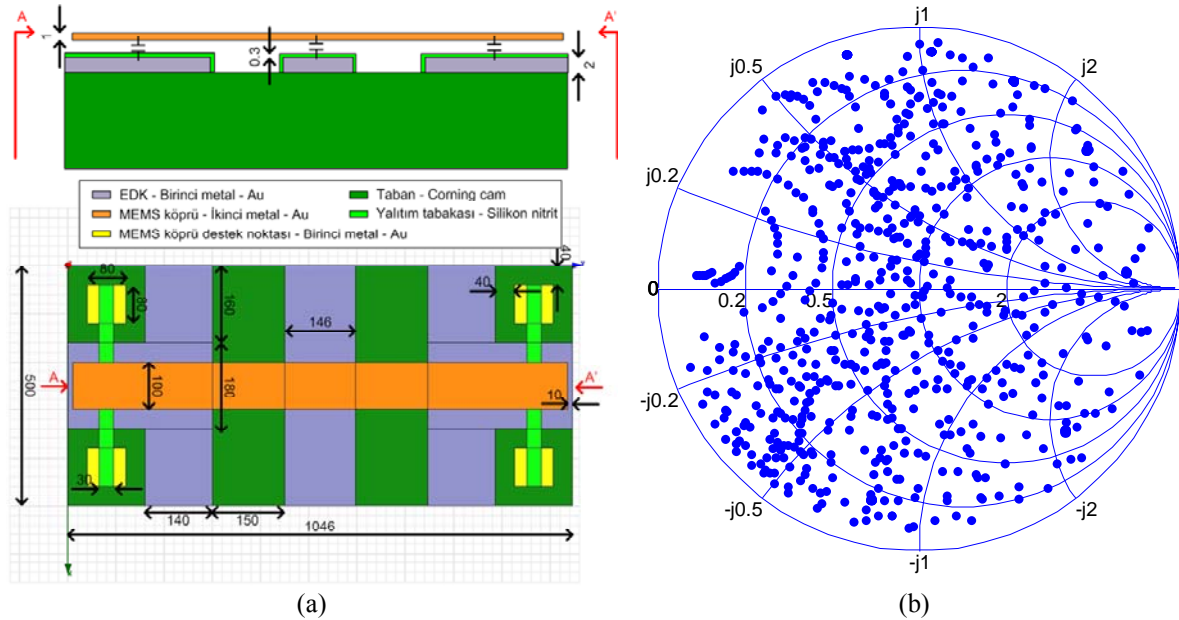 A
A'
1
0.3
2
EDK - Birinci metal - Au
Taban - Corning cam
MEMS köprü - İkinci metal - Au
Yalıtım tabakası - Silikon nitrit
MEMS köprü destek noktası - Birinci metal - Au
40
80
80
160
146
40
500
A
100
180
A'
10
30
140
150
1046
(a)
j1
j0.5
j2
j0.2
0
0.2
0.5
2
-j0.2
-j0.5
-j2
-j1
(b)